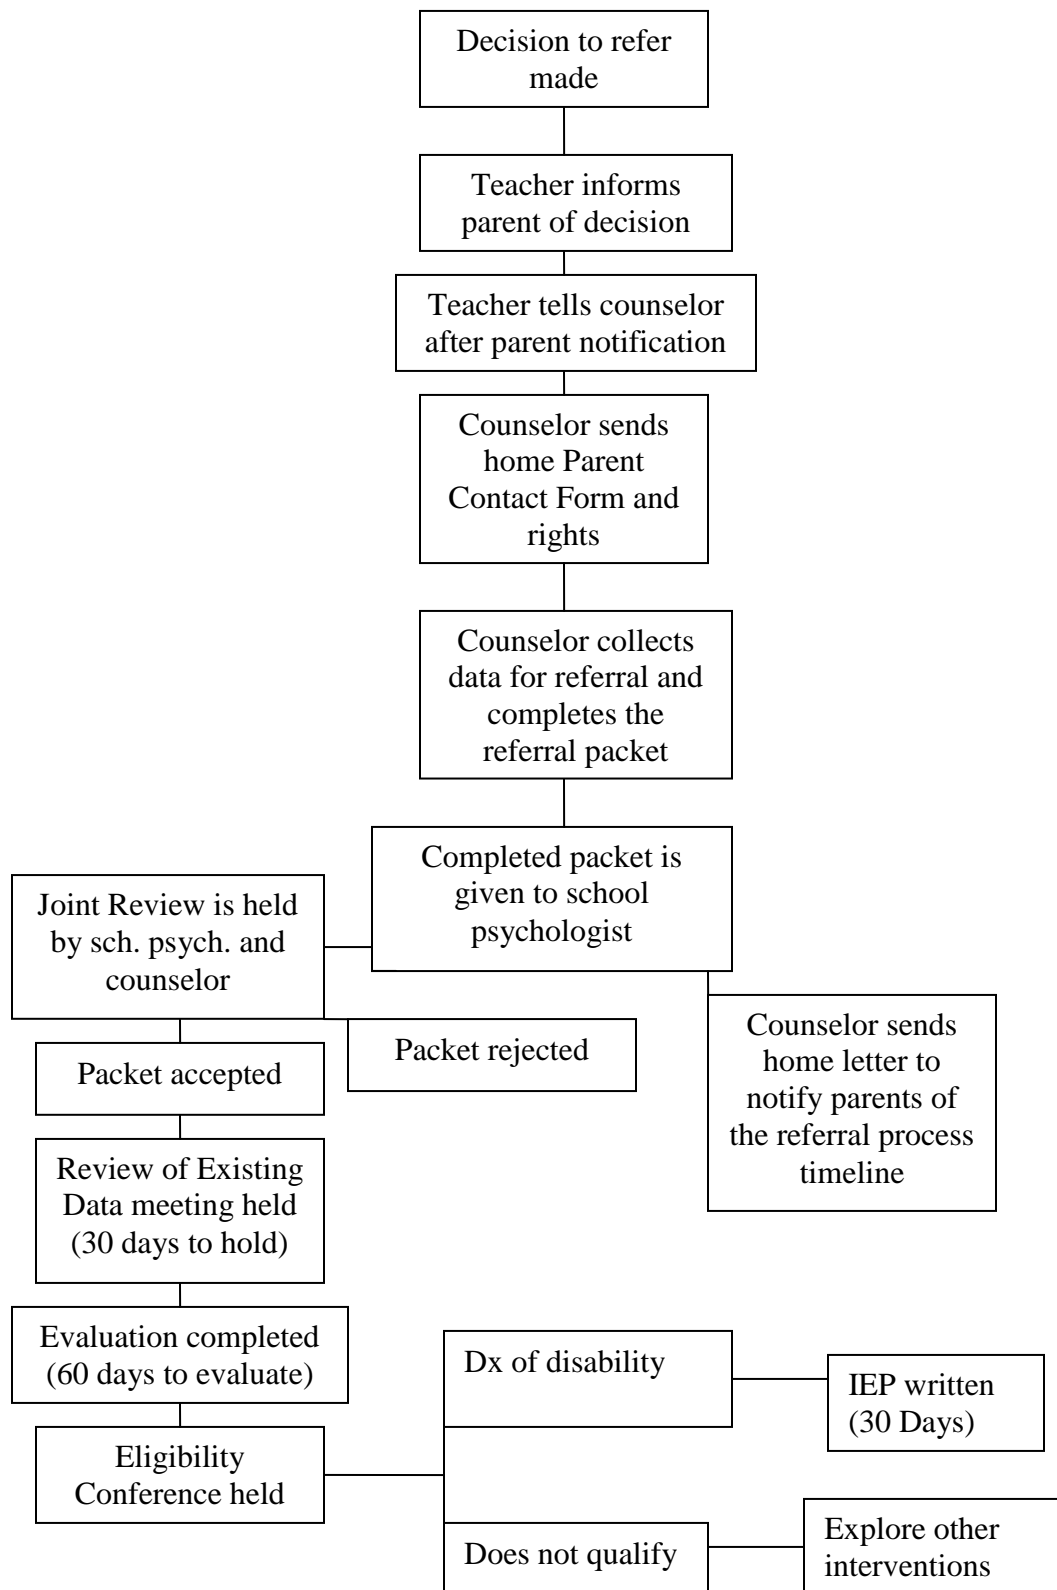 Decision to refer
made
Teacher informs
parent of decision
Teacher tells counselor
after parent notification
Counselor sends
home Parent
Contact Form and
rights
Counselor collects
data for referral and
completes the
referral packet
Completed packet is
given to school
psychologist
Joint Review is held
by sch. psych. and
counselor
Packet rejected
Counselor sends
home letter to
notify parents of
the referral process
timeline
Packet accepted
Review of Existing
Data meeting held
(30 days to hold)
Evaluation completed
(60 days to evaluate)
Eligibility
Conference held
Dx of disability
IEP written
(30 Days)
Does not qualify
Explore other
interventions